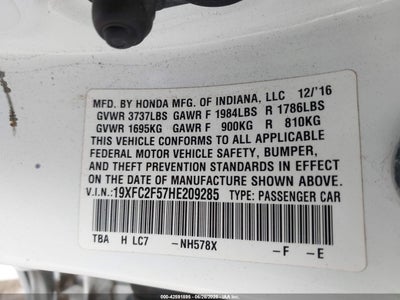 MFD. BY HONDA MFG. OF INDIANA, LLC 12/'16
GVWR 3737LBS GAWR F 1984LBS R 1786LBS
GVWR 1695KG GAWR F 900KG R 810KG
THIS VEHICLE CONFORMS TO ALL APPLICABLE
FEDERAL MOTOR VEHICLE SAFETY, BUMPER,
AND THEFT PREVENTION STANDARDS IN EFFECT
ON THE DATE OF MANUFACTURE SHOWN ABOVE.
V.I.N.: 19XFC2F57HE209285 TYPE: PASSENGER CAR
TBA H LC7 -NH578X -F -E